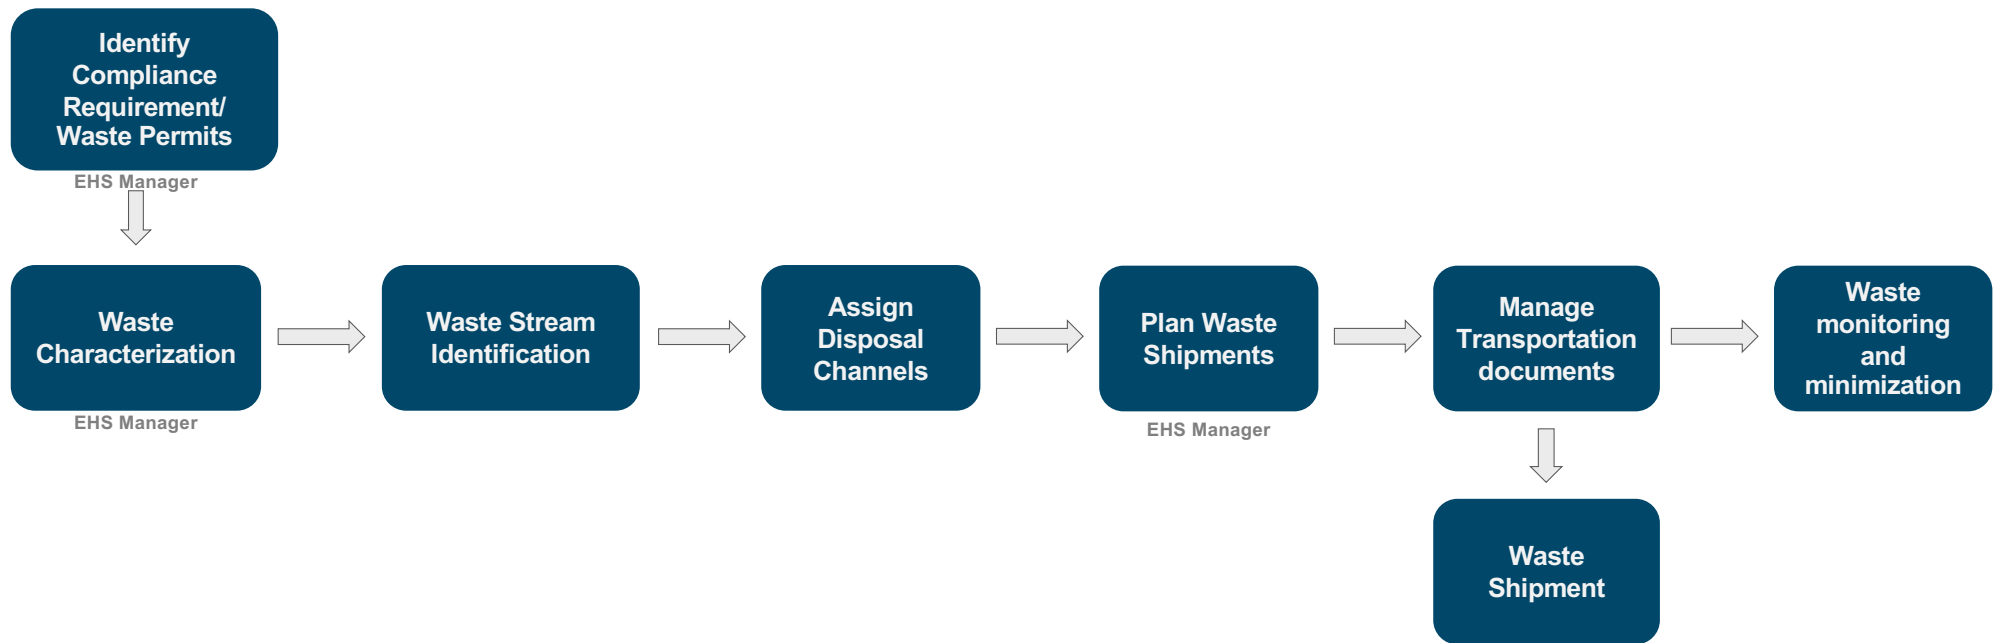 Identify
Compliance
Requirement/
Waste Permits
EHS Manager
Waste
Characterization
EHS Manager
Waste Stream
Identification
Assign
Disposal
Channels
Plan Waste
Shipments
EHS Manager
Manage
Transportation
documents
Waste
monitoring
and
minimization
Waste
Shipment